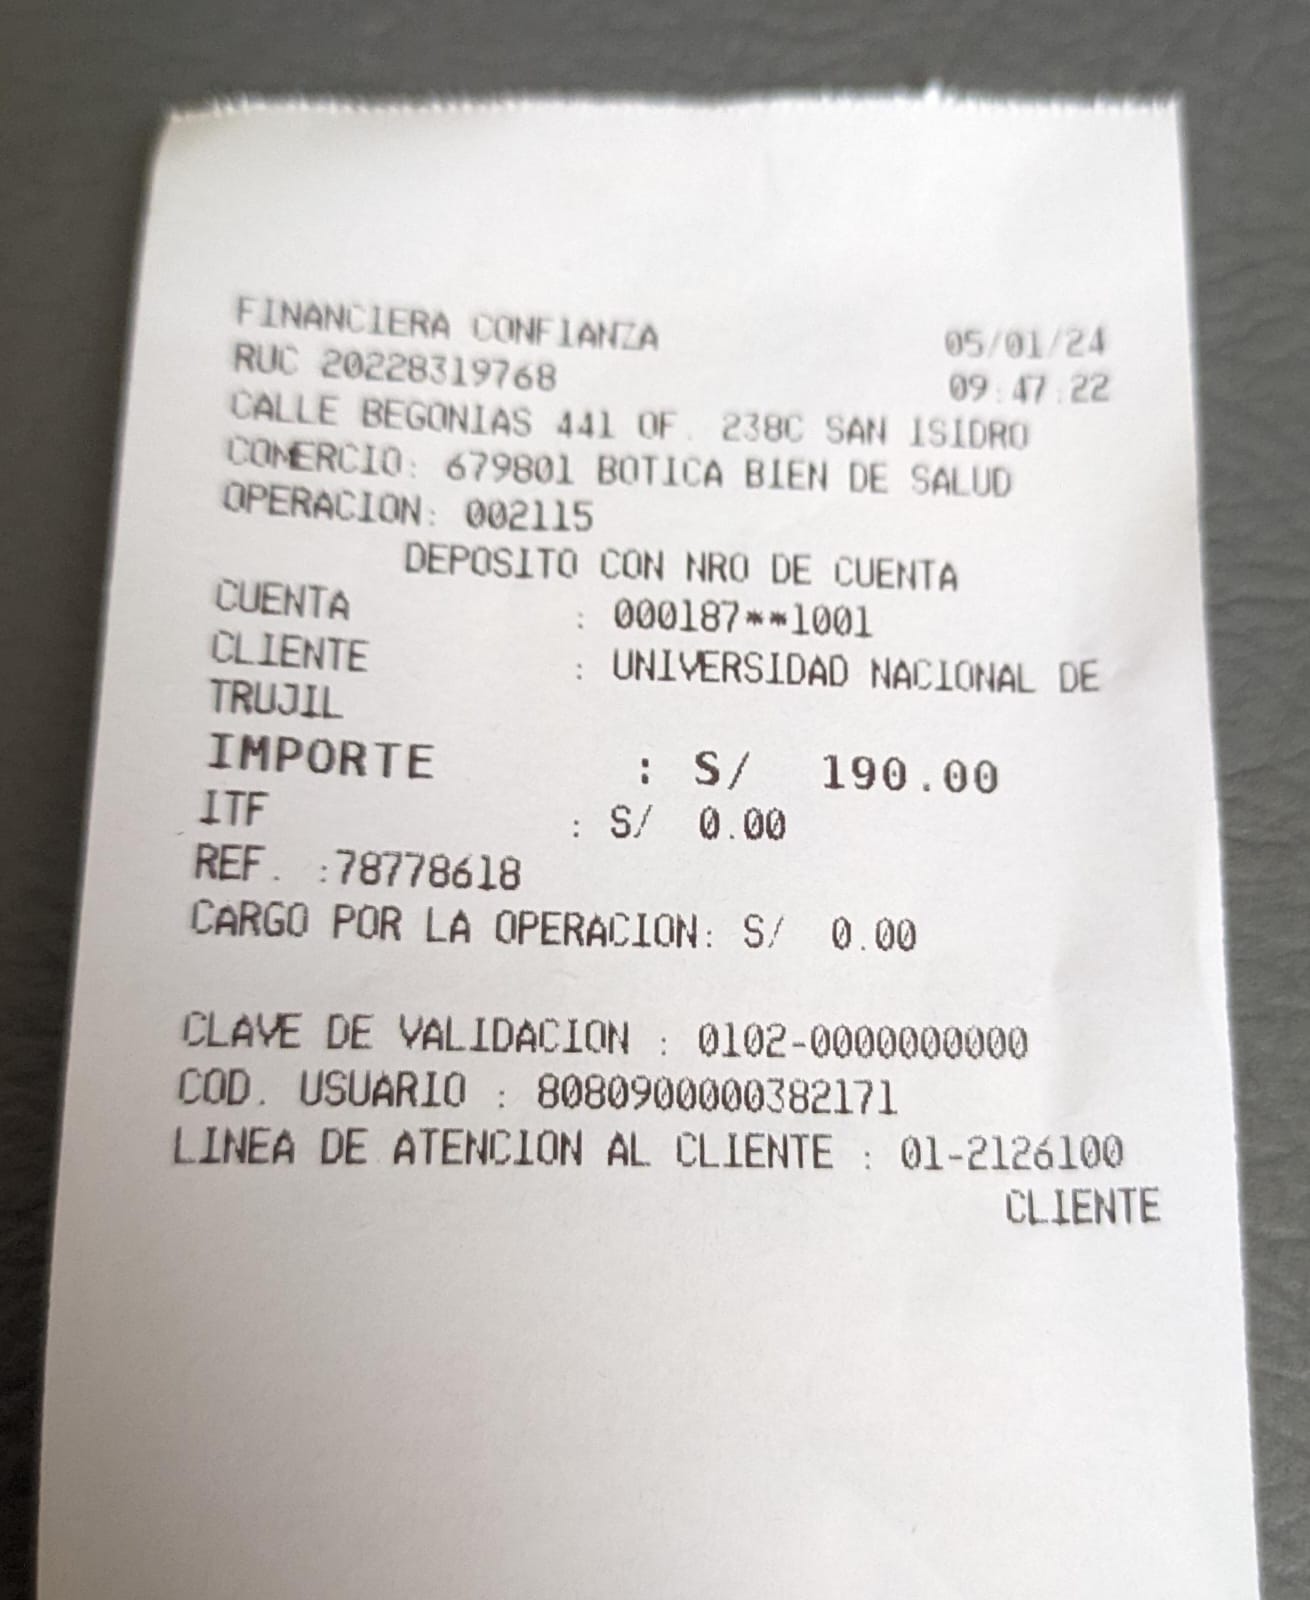 FINANCIERA CONFIANZA 05/01/24
RUC 20228319768 09:47:22
CALLE BEGONIAS 441 OF. 238C SAN ISIDRO
COMERCIO: 679801 BOTICA BIEN DE SALUD
OPERACION: 002115
DEPOSITO CON NRO DE CUENTA
CUENTA : 000187**1001
CLIENTE : UNIVERSIDAD NACIONAL DE
TRUJIL
IMPORTE : S/ 190.00
ITF : S/ 0.00
REF. :78778618
CARGO POR LA OPERACION: S/ 0.00
CLAVE DE VALIDACION : 0102-0000000000
COD. USUARIO : 8080900000382171
LINEA DE ATENCION AL CLIENTE : 01-2126100
CLIENTE